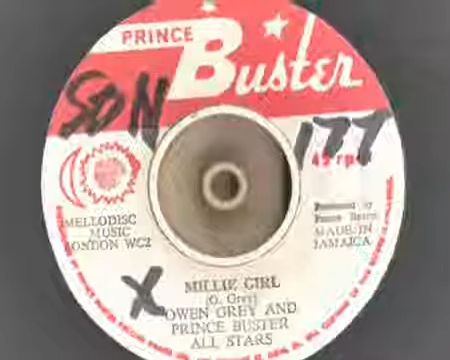 PRINCE
Buster
SON
177
45 rpm
MELLODISC
MUSIC
LONDON WC2
Produced by
Prince Buster
MADE IN
JAMAICA
X
MILLIE GIRL
(O. Grey)
OWEN GREY AND
PRINCE BUSTER
ALL STARS